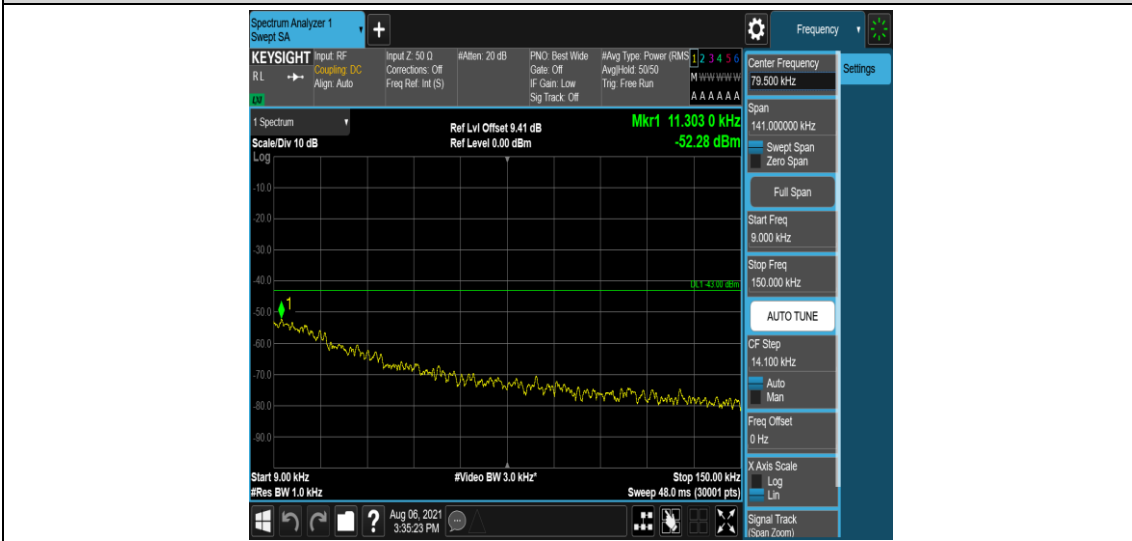 Spectrum Analyzer 1
Swept SA
+
Frequency
KEYSIGHT
RL
LXI
Input: RF
Coupling: DC
Align: Auto
Input Z: 50 Ω
Corrections: Off
Freq Ref: Int (S)
#Atten: 20 dB
PNO: Best Wide
Gate: Off
IF Gain: Low
Sig Track: Off
#Avg Type: Power (RMS
Avg|Hold: 50/50
Trig: Free Run
1 2 3 4 5 6
M W W W W W
A A A A A A
1 Spectrum
Scale/Div 10 dB
Ref Lvl Offset 9.41 dB
Ref Level 0.00 dBm
Mkr1 11.303 0 kHz
-52.28 dBm
Log
-10.0
-20.0
-30.0
-40.0
DL1 -43.00 dBm
-50.0
1
-60.0
-70.0
-80.0
-90.0
Start 9.00 kHz
#Video BW 3.0 kHz*
Stop 150.00 kHz
#Res BW 1.0 kHz
Sweep 48.0 ms (30001 pts)
Center Frequency
79.500 kHz
Settings
Span
141.000000 kHz
Swept Span
Zero Span
Full Span
Start Freq
9.000 kHz
Stop Freq
150.000 kHz
AUTO TUNE
CF Step
14.100 kHz
Auto
Man
Freq Offset
0 Hz
X Axis Scale
Log
Lin
Signal Track
(Span Zoom)
?
Aug 06, 2021
3:35:23 PM